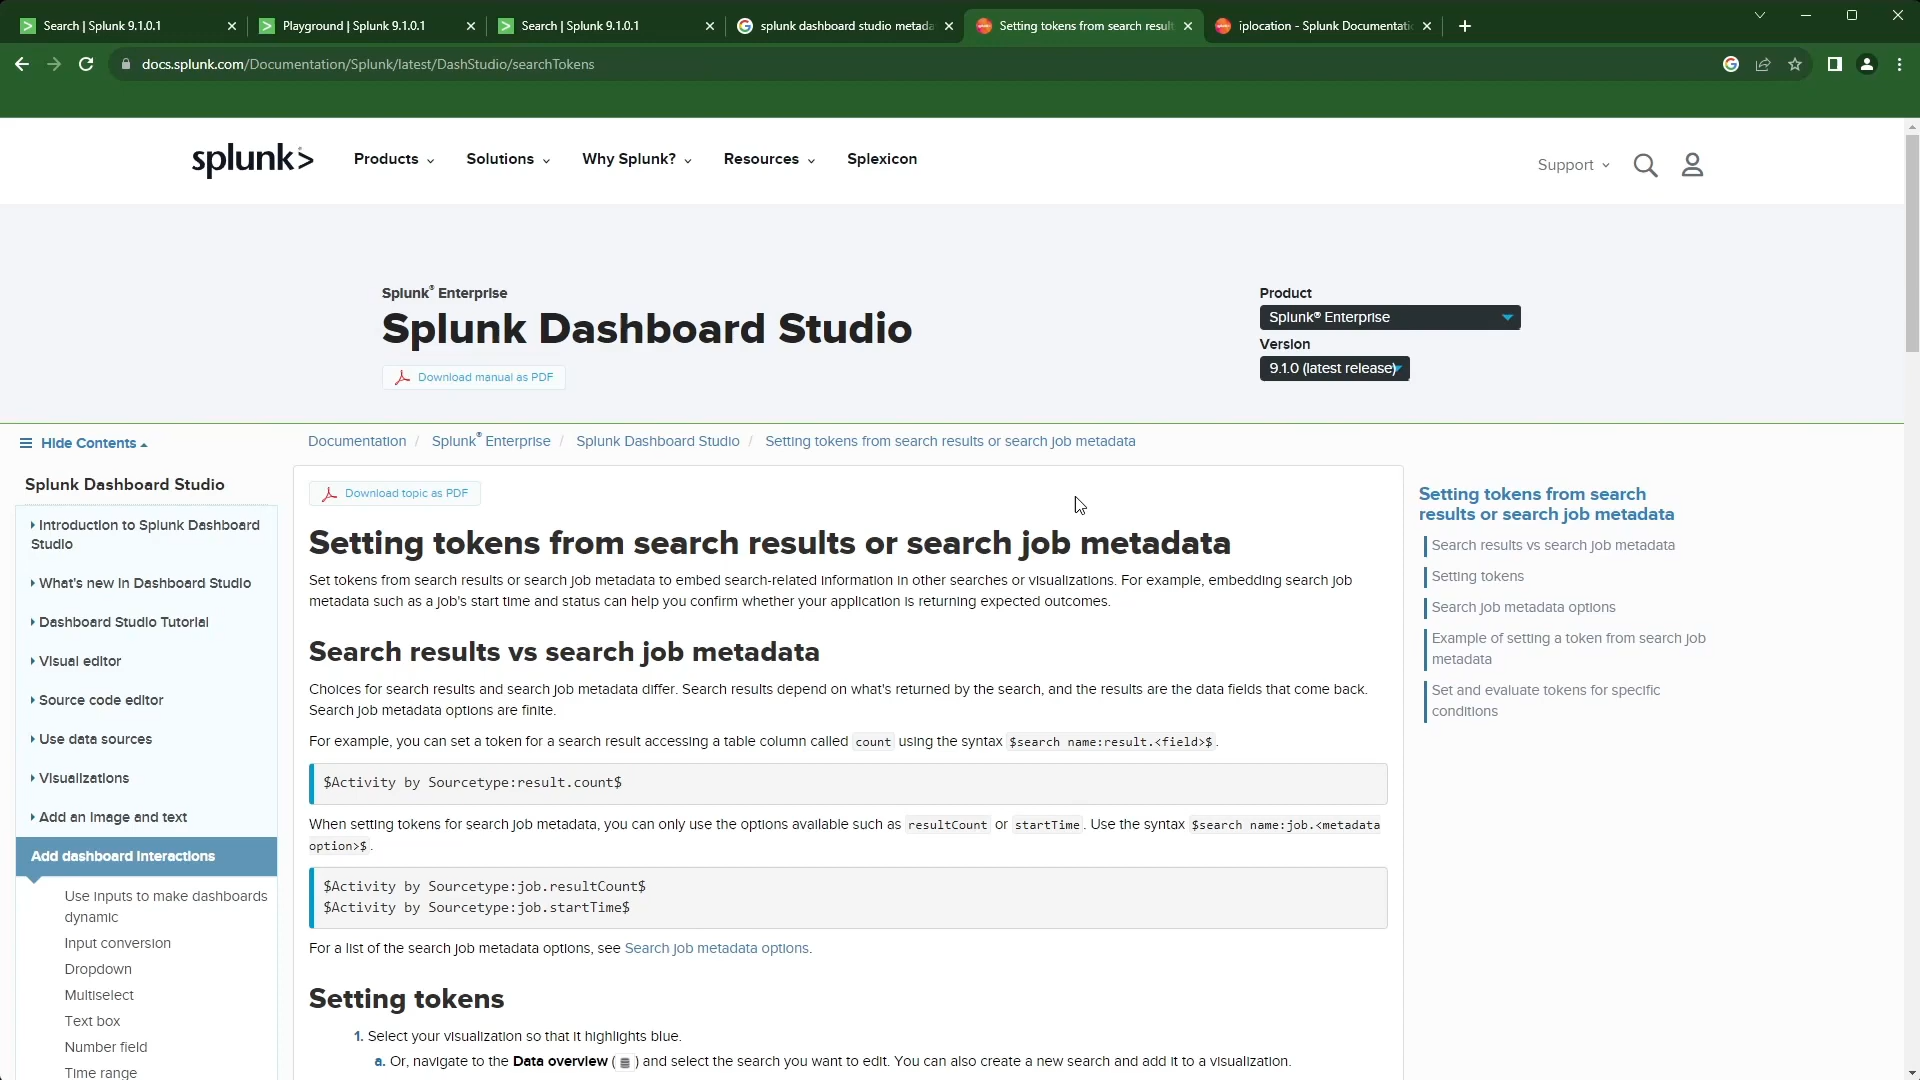 Search | Splunk 9.1.0.1
Playground | Splunk 9.1.0.1
Search | Splunk 9.1.0.1
splunk dashboard studio metada
Setting tokens from search result
iplocation - Splunk Documentatio
docs.splunk.com/Documentation/Splunk/latest/DashStudio/searchTokens
splunk>
Products
Solutions
Why Splunk?
Resources
Splexicon
Support
Splunk® Enterprise
Splunk Dashboard Studio
Download manual as PDF
Product
Splunk® Enterprise
Version
9.1.0 (latest release)
Hide Contents
Documentation / Splunk® Enterprise / Splunk Dashboard Studio / Setting tokens from search results or search job metadata
Splunk Dashboard Studio
Introduction to Splunk Dashboard
Studio
What's new in Dashboard Studio
Dashboard Studio Tutorial
Visual editor
Source code editor
Use data sources
Visualizations
Add an image and text
Add dashboard interactions
Use inputs to make dashboards
dynamic
Input conversion
Dropdown
Multiselect
Text box
Number field
Time range
Download topic as PDF
Setting tokens from search results or search job metadata
Set tokens from search results or search job metadata to embed search-related information in other searches or visualizations. For example, embedding search job
metadata such as a job's start time and status can help you confirm whether your application is returning expected outcomes.
Search results vs search job metadata
Choices for search results and search job metadata differ. Search results depend on what's returned by the search, and the results are the data fields that come back.
Search job metadata options are finite.
For example, you can set a token for a search result accessing a table column called count using the syntax $search name:result.<field>$.
$Activity by Sourcetype:result.count$
When setting tokens for search job metadata, you can only use the options available such as resultCount or startTime. Use the syntax $search name:job.<metadata
option>$.
$Activity by Sourcetype:job.resultCount$
$Activity by Sourcetype:job.startTime$
For a list of the search job metadata options, see Search job metadata options.
Setting tokens
1. Select your visualization so that it highlights blue.
a. Or, navigate to the Data overview ( ) and select the search you want to edit. You can also create a new search and add it to a visualization.
Setting tokens from search
results or search job metadata
Search results vs search job metadata
Setting tokens
Search job metadata options
Example of setting a token from search job
metadata
Set and evaluate tokens for specific
conditions